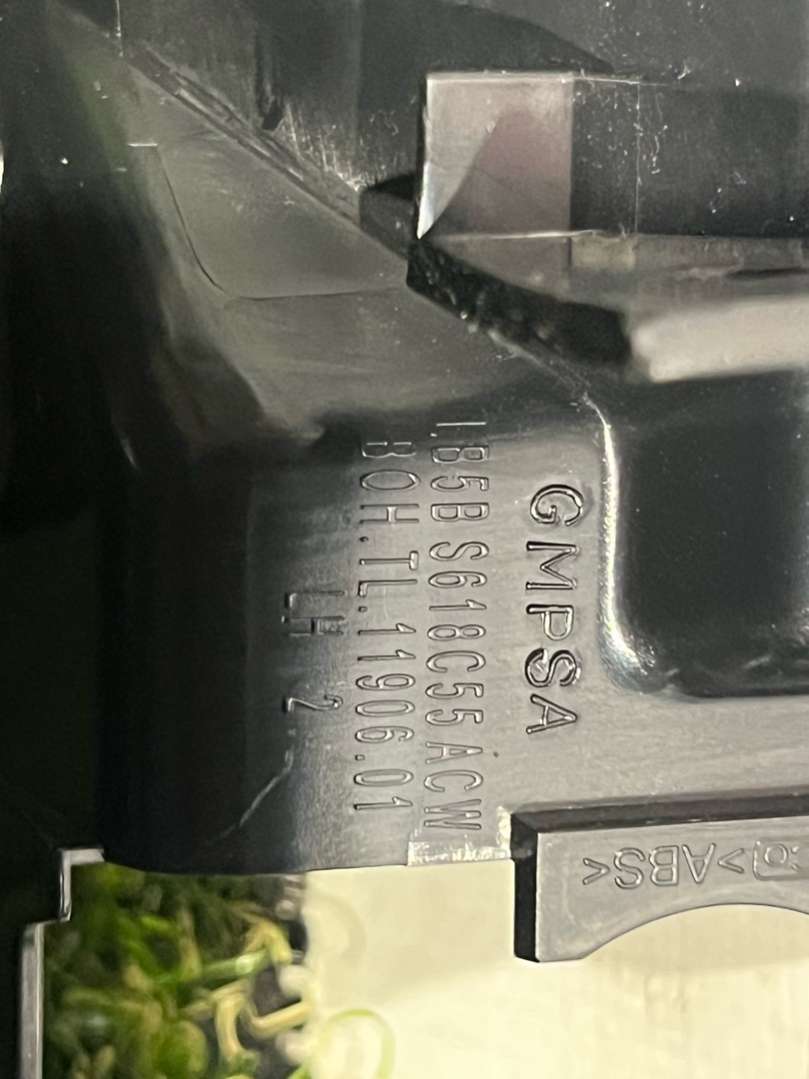 GMPSA
LB5B S618C55 ACW
BOH.TL.11906.01
LH 2
>ABS<